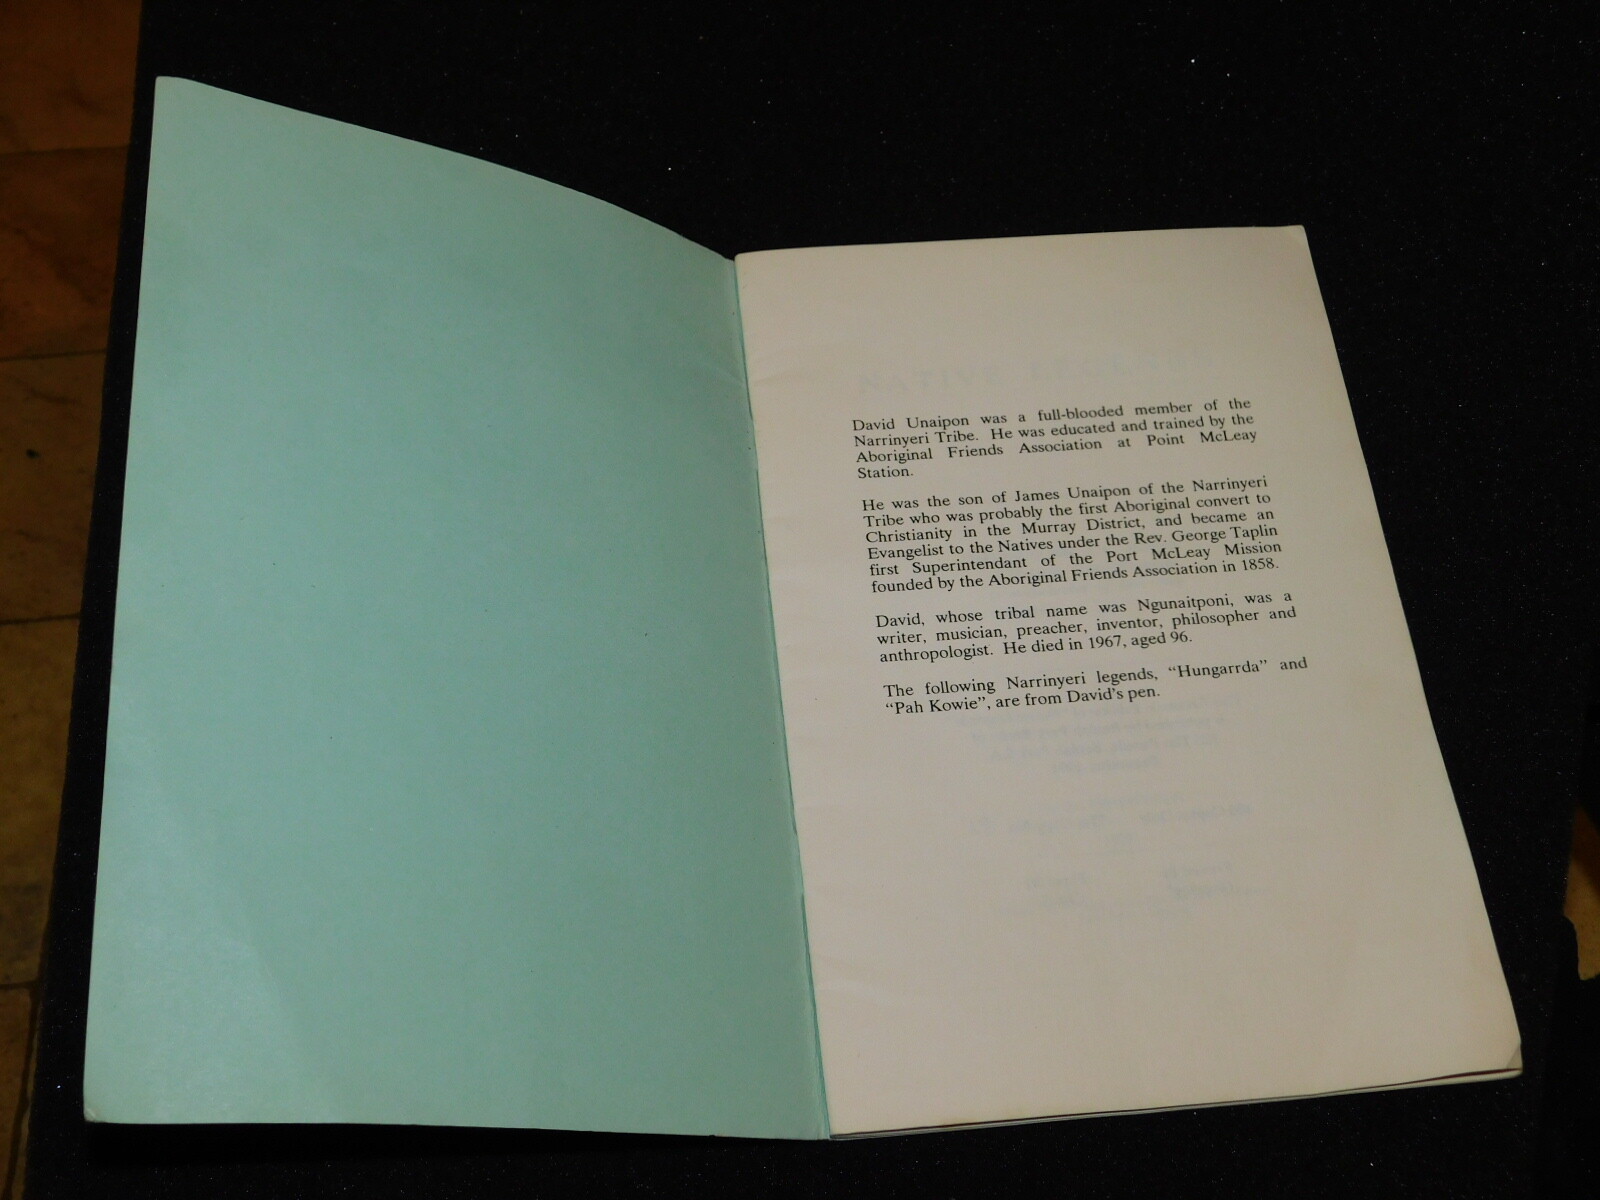 NATIVE
David Unaipon was a full-blooded member of the
Narrinyeri Tribe. He was educated and trained by the
Aboriginal Friends Association at Point McLeay
Station.
He was the son of James Unaipon of the Narrinyeri
Tribe who was probably the first Aboriginal convert to
Christianity in the Murray District, and became an
Evangelist to the Natives under the Rev. George Taplin
first Superintendant of the Port McLeay Mission
founded by the Aboriginal Friends Association in 1858.
David, whose tribal name was Ngunaitponi, was a
writer, musician, preacher, inventor, philosopher and
anthropologist. He died in 1967, aged 96.
The following Narrinyeri legends, “Hungarrda” and
“Pah Kowie”, are from David's pen.